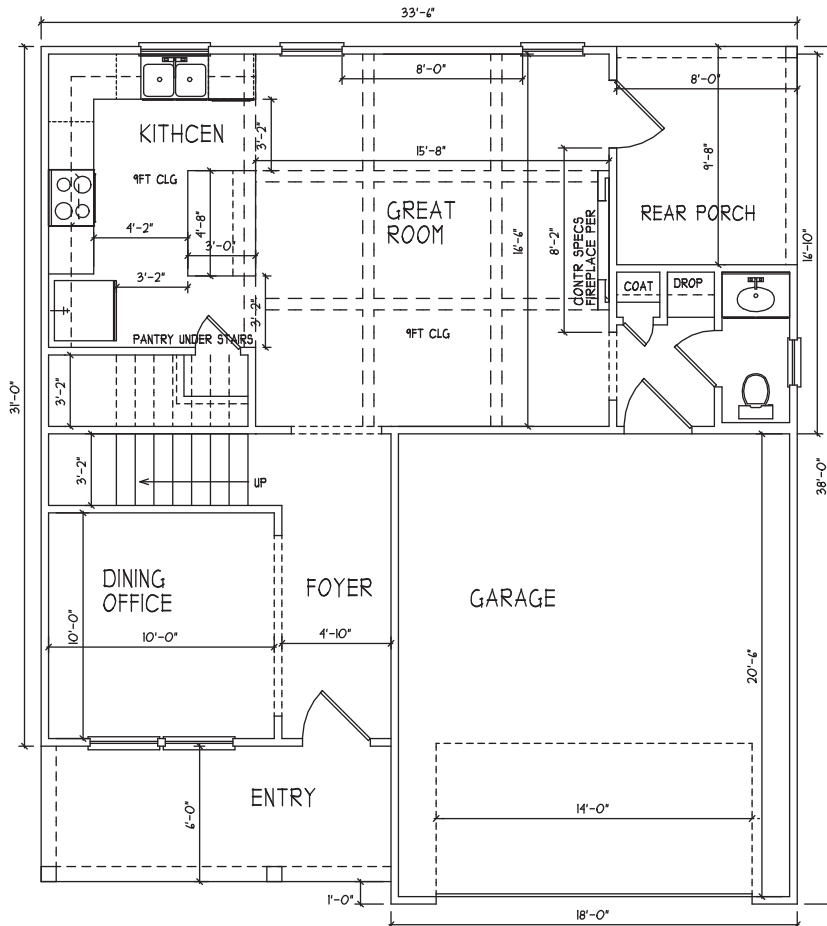 33'-6"
8'-0"
8'-0"
KITHCEN
3'-2"
15'-8"
9'-8"
9FT CLG
GREAT
ROOM
REAR PORCH
4'-2"
4'-8"
3'-0"
16'-6"
8'-2"
CONTR SPECS
FIREPLACE PER
16'-10"
3'-2"
COAT
DROP
3'-2"
PANTRY UNDER STAIRS
9FT CLG
31'-0"
3'-2"
3'-2"
UP
38'-0"
DINING
OFFICE
FOYER
GARAGE
10'-0"
10'-0"
4'-10"
20'-6"
ENTRY
6'-0"
14'-0"
1'-0"
18'-0"